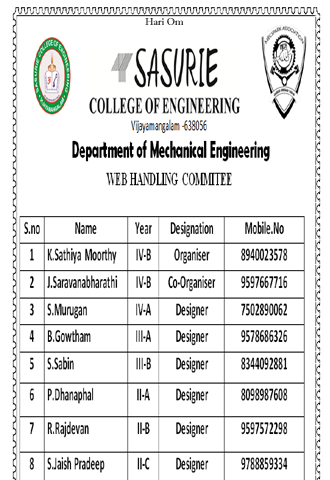 Hari Om
SASURIE
COLLEGE OF ENGINEERING
Vijayamangalam -638056
Department of Mechanical Engineering
WEB HANDLING COMMITEE
S.no Name Year Designation Mobile.No
1 K.Sathiya Moorthy IV-B Organiser 8940023578
2 J.Saravanabharathi IV-B Co-Organiser 9597667716
3 S.Murugan IV-A Designer 7502890062
4 B.Gowtham III-A Designer 9578686326
5 S.Sabin III-B Designer 8344092881
6 P.Dhanaphal II-A Designer 8098987608
7 R.Rajdevan II-B Designer 9597572298
8 S.Jaish Pradeep II-C Designer 9788859334